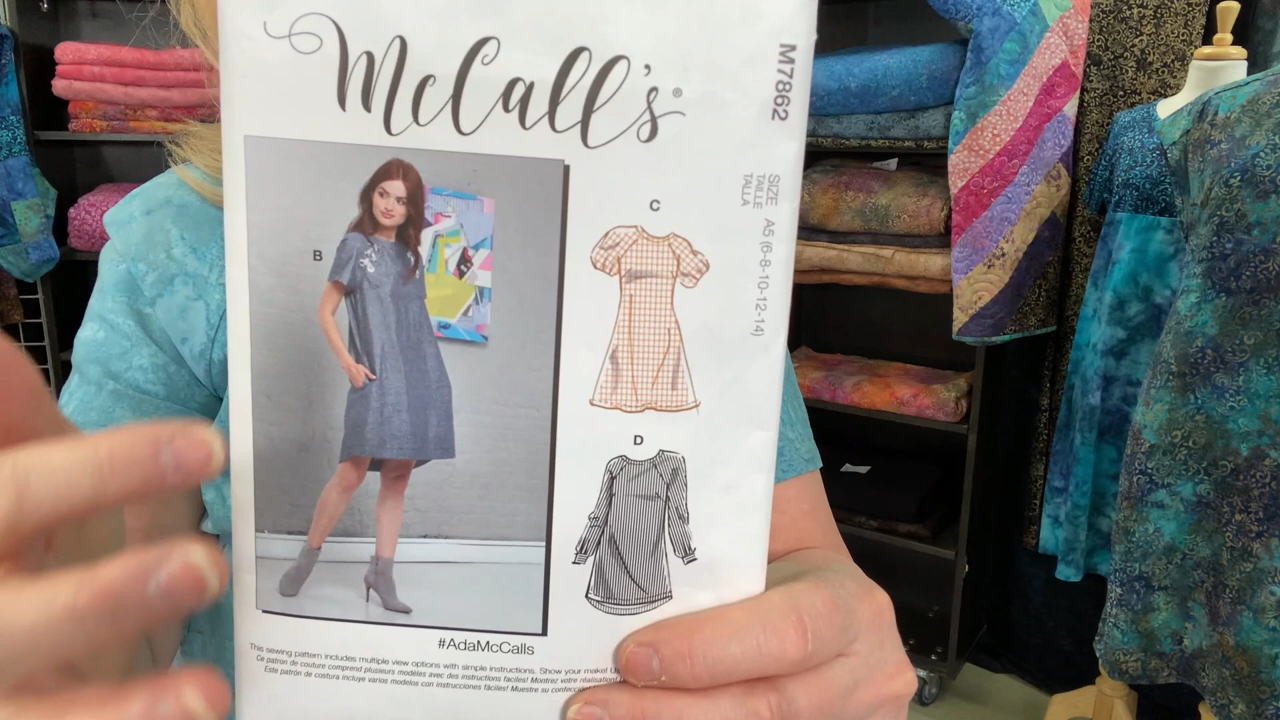 McCall's®
M7862
SIZE
TAILLE
TALLA
A5 (6-8-10-12-14)
B
C
D
#AdaMcCalls
This sewing pattern includes multiple view options with simple instructions. Show your make!
Ce patron de couture comprend plusieurs modèles avec des instructions faciles! Montrez votre réalisation!
Este patrón de costura incluye varios modelos con instrucciones fáciles! Muestre su